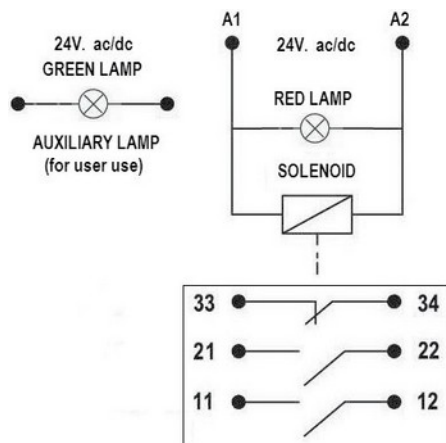 24V. ac/dc
GREEN LAMP
AUXILIARY LAMP
(for user use)
A1 A2
24V. ac/dc
RED LAMP
SOLENOID
33 34
21 22
11 12